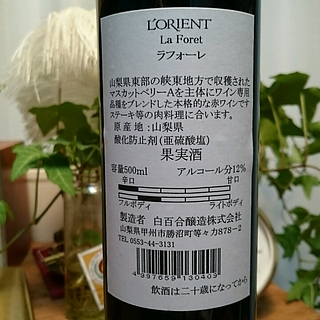 L'ORIENT
La Foret
ラフォーレ
山梨県東部の峡東地方で収穫された
マスカットベリーAを主体にワイン専用
品種をブレンドした本格的な赤ワインです
ステーキ等の肉料理に合います。
原産地:山梨県
酸化防止剤(亜硫酸塩)
果実酒
容量500ml アルコール分12%
辛口 甘口
フルボディ ライトボディ
製造者 白百合醸造株式会社
山梨県甲州市勝沼町等々力878-2
TEL 0553-44-3131
4997659130409
飲酒は二十歳になってから